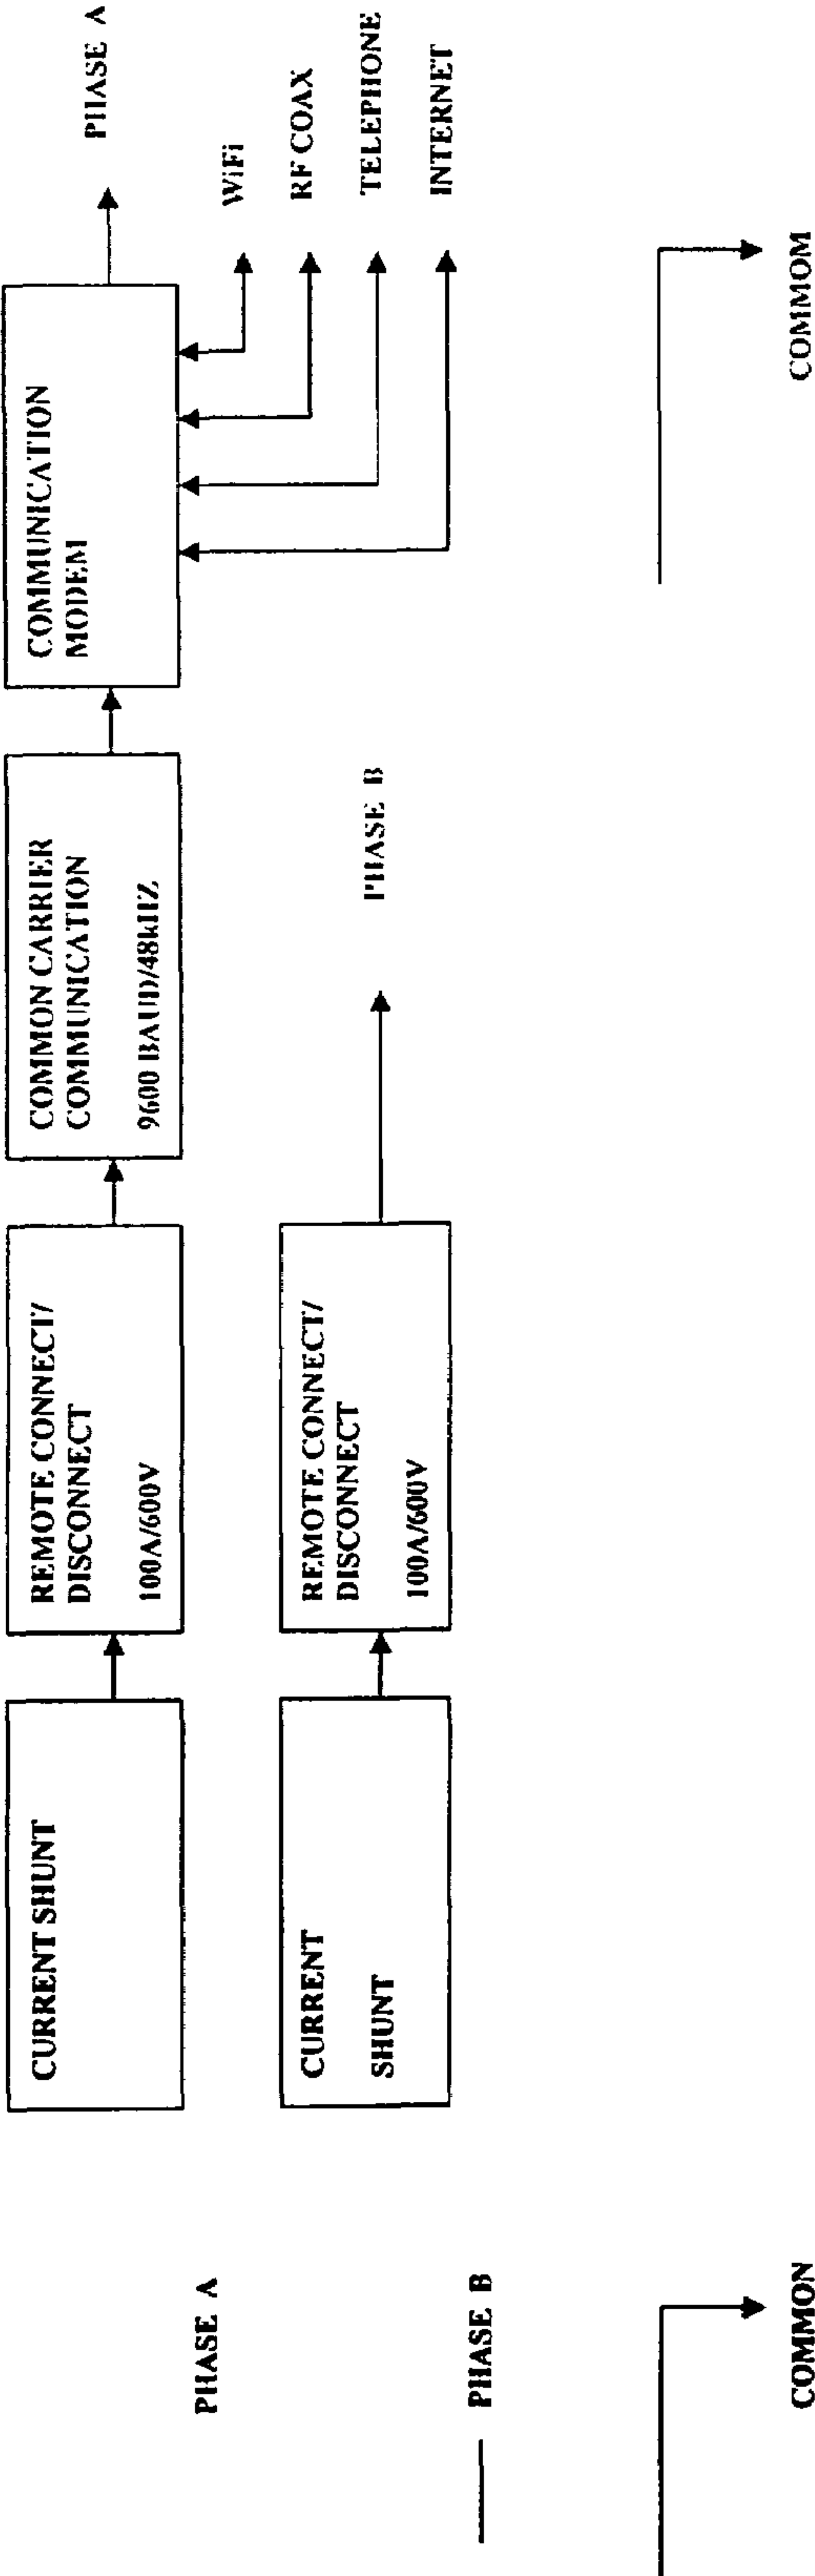 PHASE A
CURRENT SHUNT
REMOTE CONNECT/
DISCONNECT
100A/600V
COMMON CARRIER
COMMUNICATION
9600 BAUD/48kHZ
COMMUNICATION
MODEM
PHASE A
WiFi
RF COAX
TELEPHONE
INTERNET
PHASE B
CURRENT
SHUNT
REMOTE CONNECT/
DISCONNECT
100A/600V
PHASE B
COMMON
COMMOM